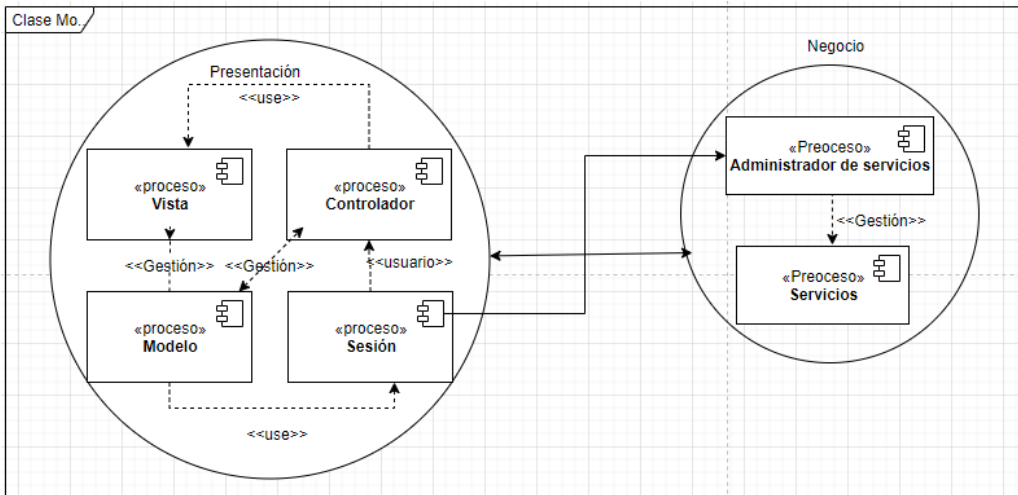 Clase Mo..
Negocio
Presentación
<<use>>
«proceso»
Vista
«proceso»
Controlador
«Preoceso»
Administrador de servicios
<<Gestión>>
<<Gestión>>
<<usuario>>
<<Gestión>>
«proceso»
Modelo
«proceso»
Sesión
«Preoceso»
Servicios
<<use>>